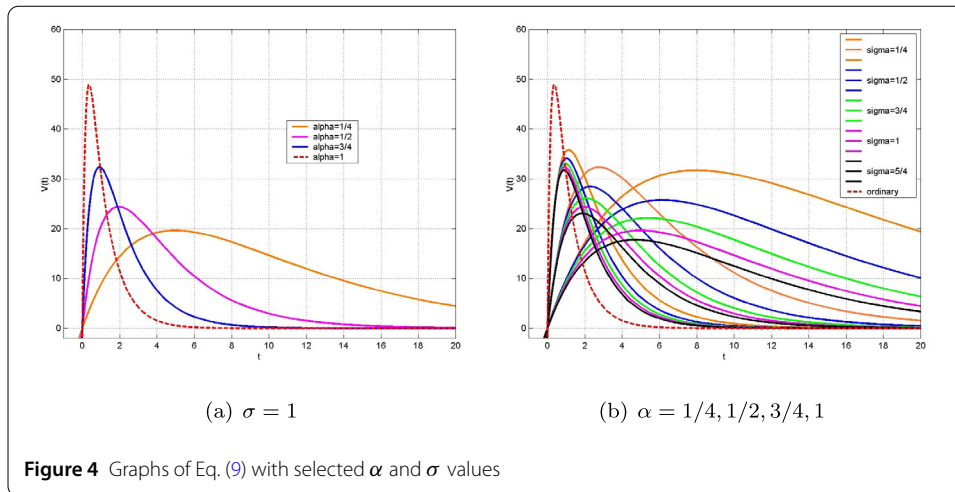 60
50
40
30
20
10
0
V(t)
0 2 4 6 8 10 12 14 16 18 20
t
alpha=1/4
alpha=1/2
alpha=3/4
alpha=1
(a) σ = 1
60
50
40
30
20
10
0
V(t)
0 2 4 6 8 10 12 14 16 18 20
t
sigma=1/4
sigma=1/2
sigma=3/4
sigma=1
sigma=5/4
ordinary
(b) α = 1/4, 1/2, 3/4, 1
Figure 4 Graphs of Eq. (9) with selected α and σ values